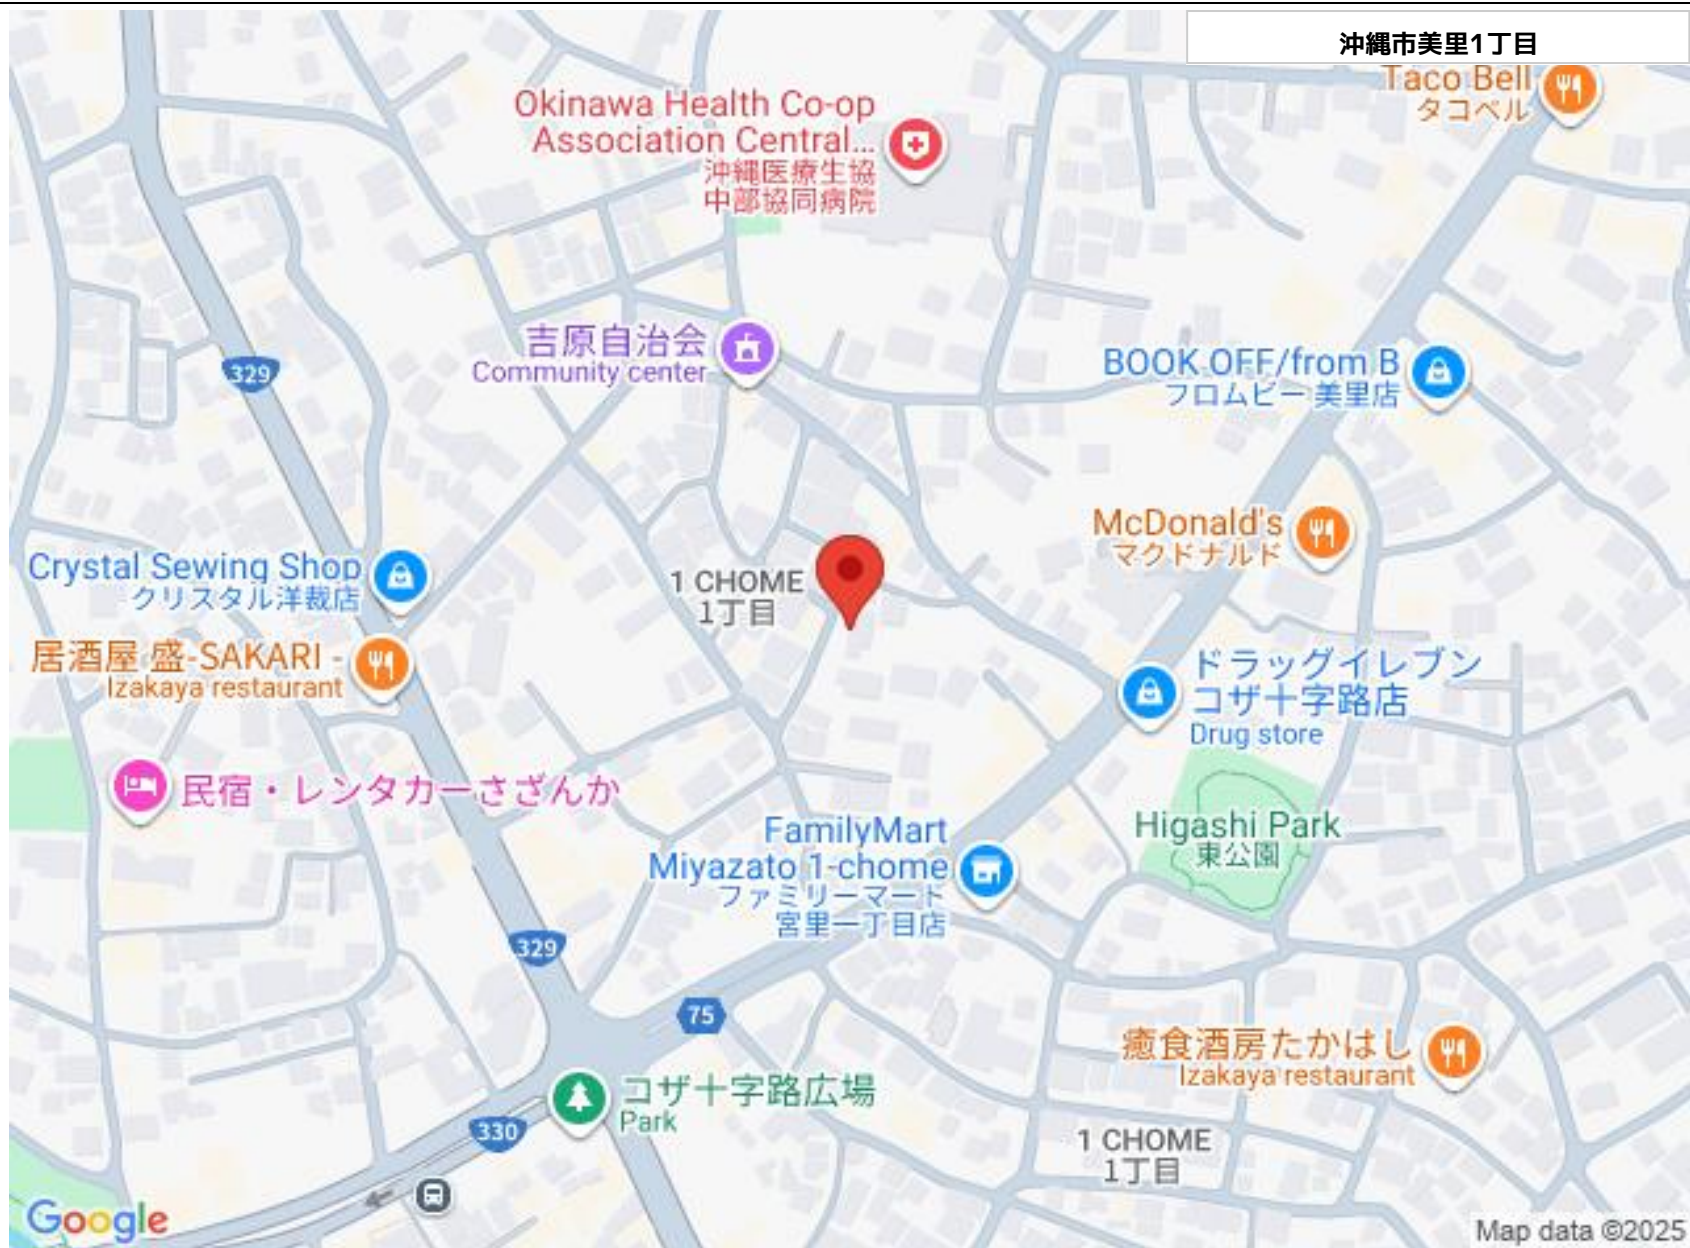 沖縄市美里1丁目
Taco Bell
タコベル
Okinawa Health Co-op
Association Central...
沖縄医療生協
中部協同病院
吉原自治会
Community center
329
BOOK OFF/from B
フロムビー 美里店
McDonald's
マクドナルド
Crystal Sewing Shop
クリスタル洋裁店
1 CHOME
1丁目
居酒屋 盛-SAKARI -
Izakaya restaurant
ドラッグイレブン
コザ十字路店
Drug store
民宿・レンタカーさざんか
FamilyMart
Miyazato 1-chome
ファミリーマート
宮里一丁目店
Higashi Park
東公園
329
75
癒食酒房たかはし
Izakaya restaurant
コザ十字路広場
Park
330
1 CHOME
1丁目
Google
Map data ©2025